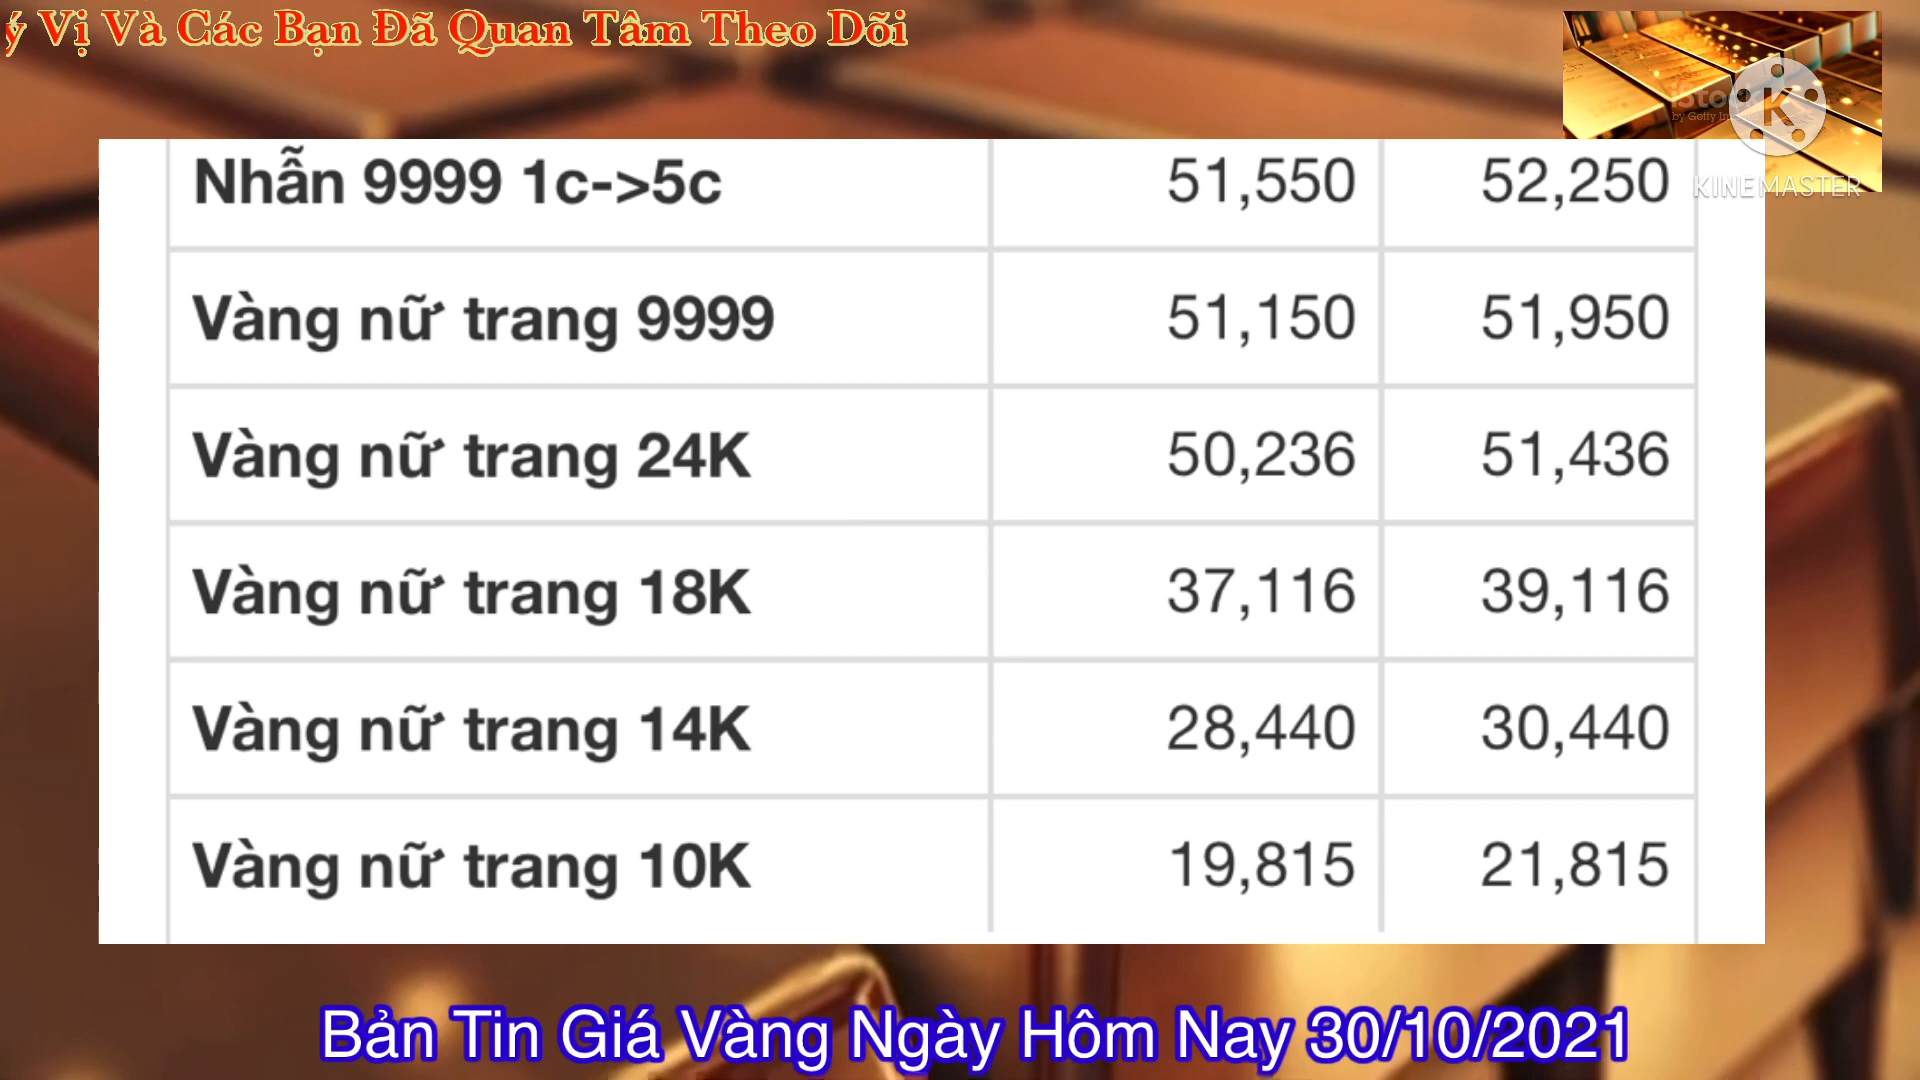 ý Vị Và Các Bạn Đã Quan Tâm Theo Dõi
Nhẫn 9999 1c->5c 51,550 52,250
KINEMASTER
Vàng nữ trang 9999 51,150 51,950
Vàng nữ trang 24K 50,236 51,436
Vàng nữ trang 18K 37,116 39,116
Vàng nữ trang 14K 28,440 30,440
Vàng nữ trang 10K 19,815 21,815
Bản Tin Giá Vàng Ngày Hôm Nay 30/10/2021